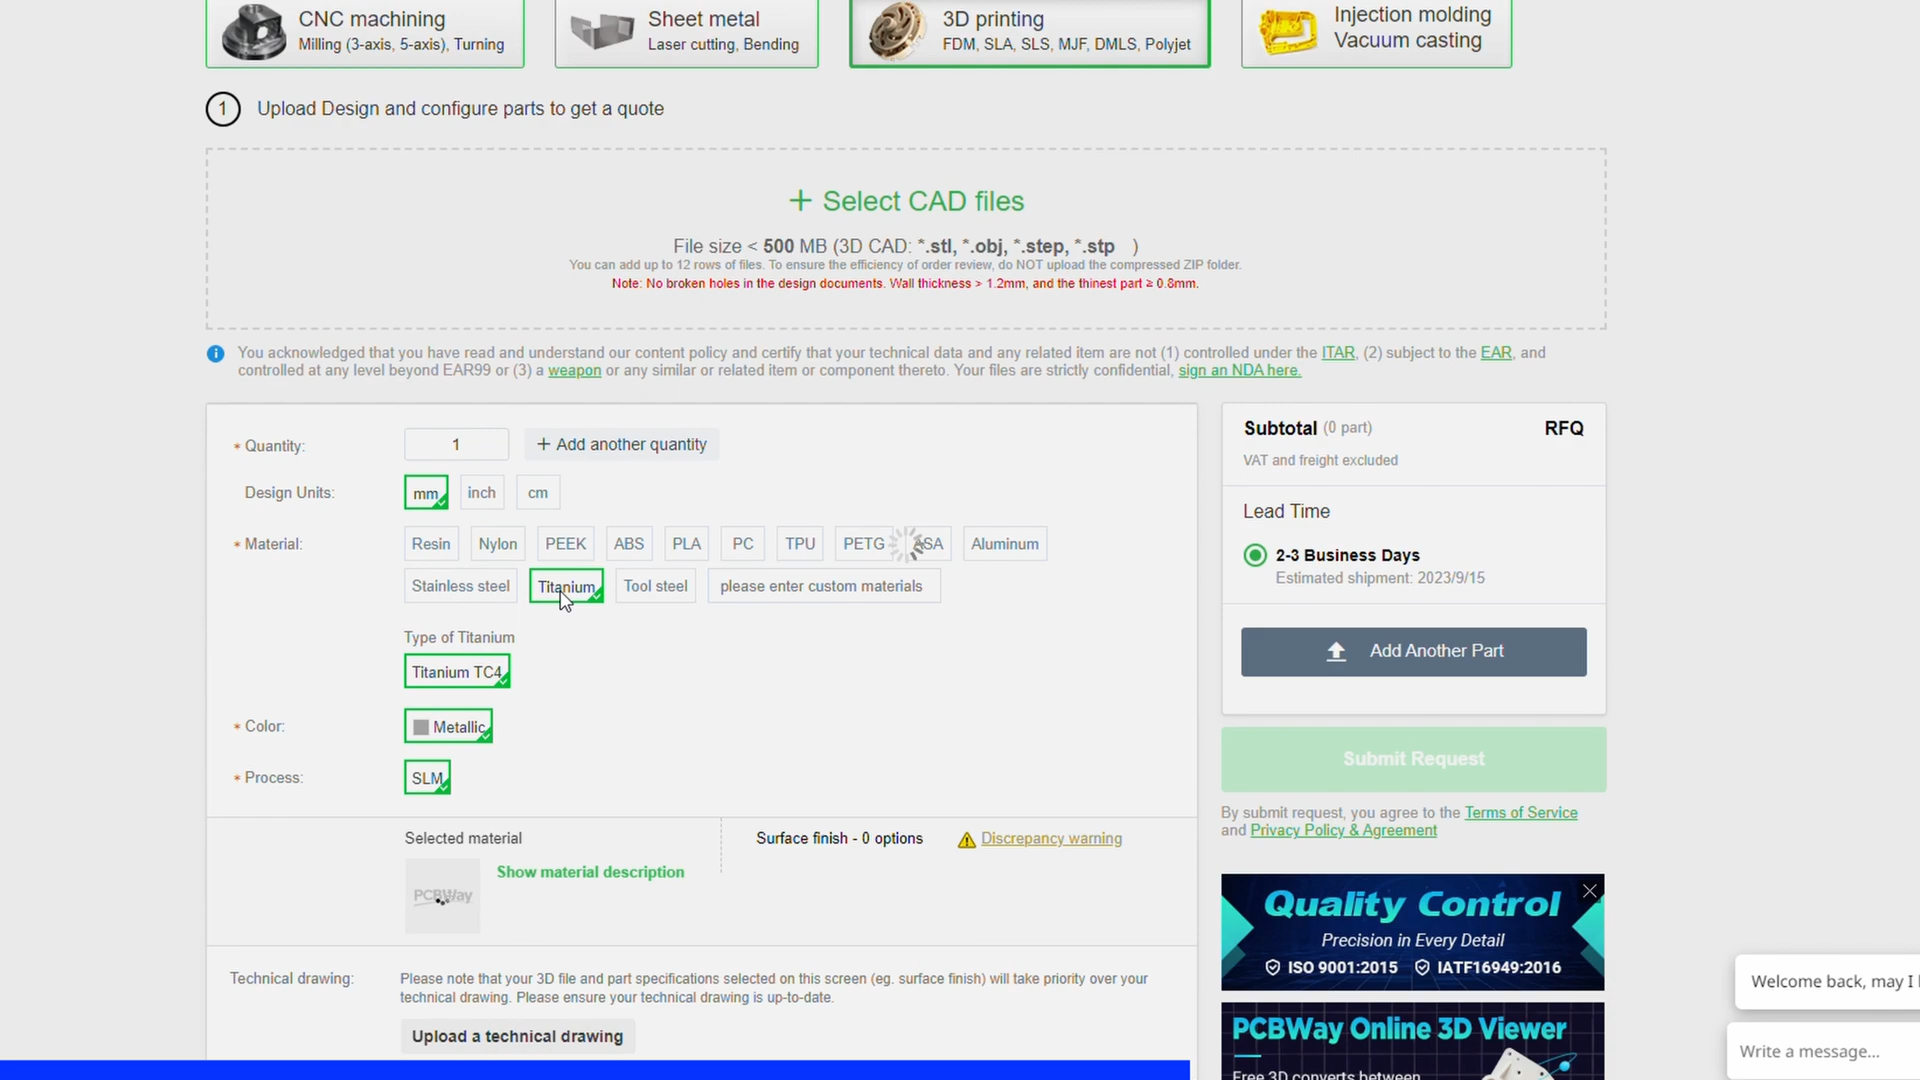 CNC machining
Milling (3-axis, 5-axis), Turning
Sheet metal
Laser cutting, Bending
3D printing
FDM, SLA, SLS, MJF, DMLS, Polyjet
Injection molding
Vacuum casting
1 Upload Design and configure parts to get a quote
+ Select CAD files
File size < 500 MB (3D CAD: *.stl, *.obj, *.step, *.stp )
You can add up to 12 rows of files. To ensure the efficiency of order review, do NOT upload the compressed ZIP folder.
Note: No broken holes in the design documents. Wall thickness > 1.2mm, and the thinest part ≥ 0.8mm.
You acknowledged that you have read and understand our content policy and certify that your technical data and any related item are not (1) controlled under the ITAR, (2) subject to the EAR, and
controlled at any level beyond EAR99 or (3) a weapon or any similar or related item or component thereto. Your files are strictly confidential, sign an NDA here.
* Quantity: 1 + Add another quantity
Design Units: mm inch cm
* Material: Resin Nylon PEEK ABS PLA PC TPU PETG ASA Aluminum
Stainless steel Titanium Tool steel please enter custom materials
Type of Titanium
Titanium TC4
* Color: Metallic
* Process: SLM
Selected material
Show material description
PCBWay
Surface finish - 0 options Discrepancy warning
Technical drawing: Please note that your 3D file and part specifications selected on this screen (eg. surface finish) will take priority over your
technical drawing. Please ensure your technical drawing is up-to-date.
Upload a technical drawing
Subtotal (0 part) RFQ
VAT and freight excluded
Lead Time
2-3 Business Days
Estimated shipment: 2023/9/15
Add Another Part
Submit Request
By submit request, you agree to the Terms of Service
and Privacy Policy & Agreement
Quality Control
Precision in Every Detail
ISO 9001:2015 IATF16949:2016
PCBWay Online 3D Viewer
Free 3D converts between
Welcome back, may I
Write a message...